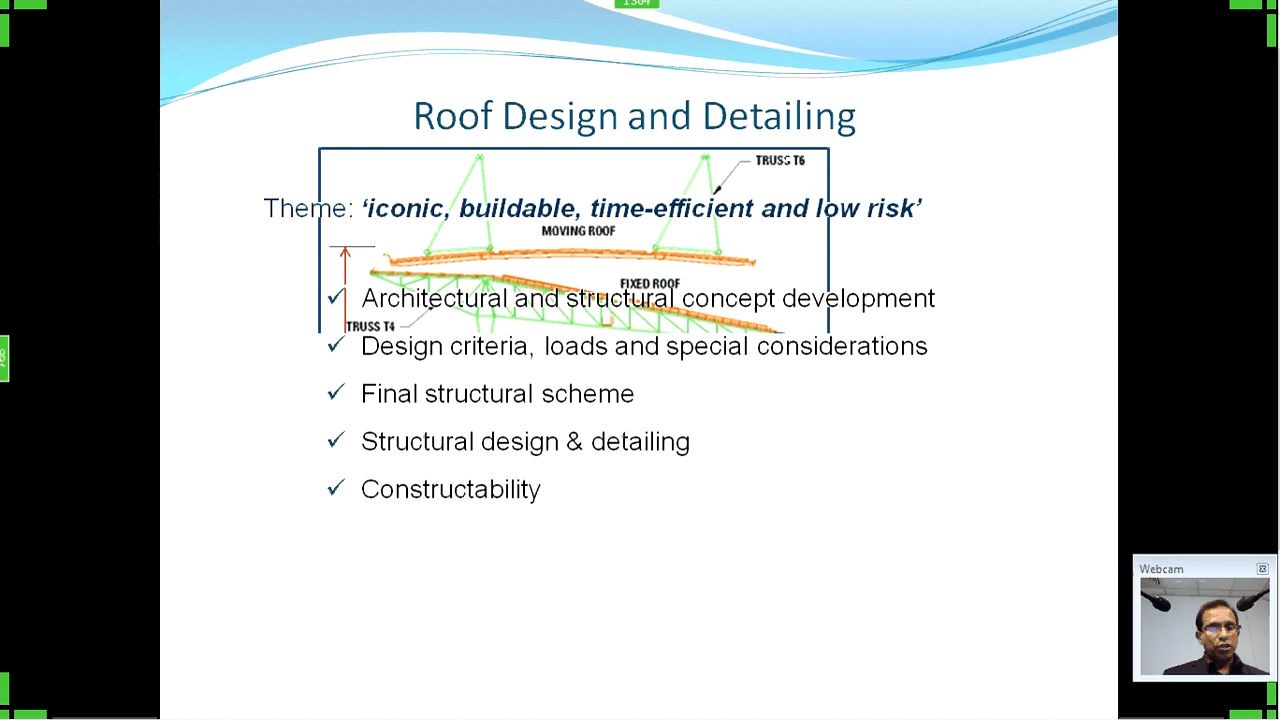 Roof Design and Detailing
TRUSS T6
Theme: ‘iconic, buildable, time-efficient and low risk’
MOVING ROOF
FIXED ROOF
✓ Architectural and structural concept development
TRUSS T4
✓ Design criteria, loads and special considerations
✓ Final structural scheme
✓ Structural design & detailing
✓ Constructability
Webcam